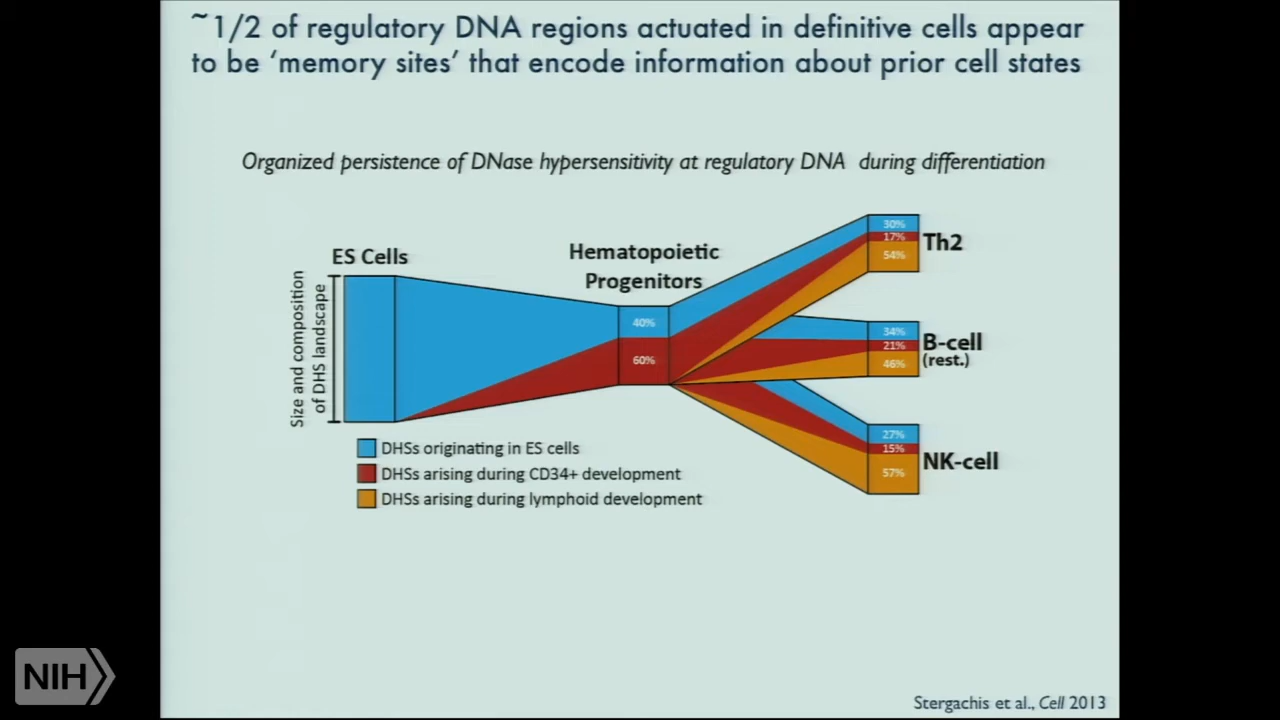 ~1/2 of regulatory DNA regions actuated in definitive cells appear
to be ‘memory sites’ that encode information about prior cell states
Organized persistence of DNase hypersensitivity at regulatory DNA during differentiation
ES Cells
Hematopoietic
Progenitors
Size and composition
of DHS landscape
40%
60%
30%
17%
54%
Th2
34%
21%
46%
B-cell
(rest.)
27%
15%
57%
NK-cell
DHSs originating in ES cells
DHSs arising during CD34+ development
DHSs arising during lymphoid development
NIH
Stergachis et al., Cell 2013